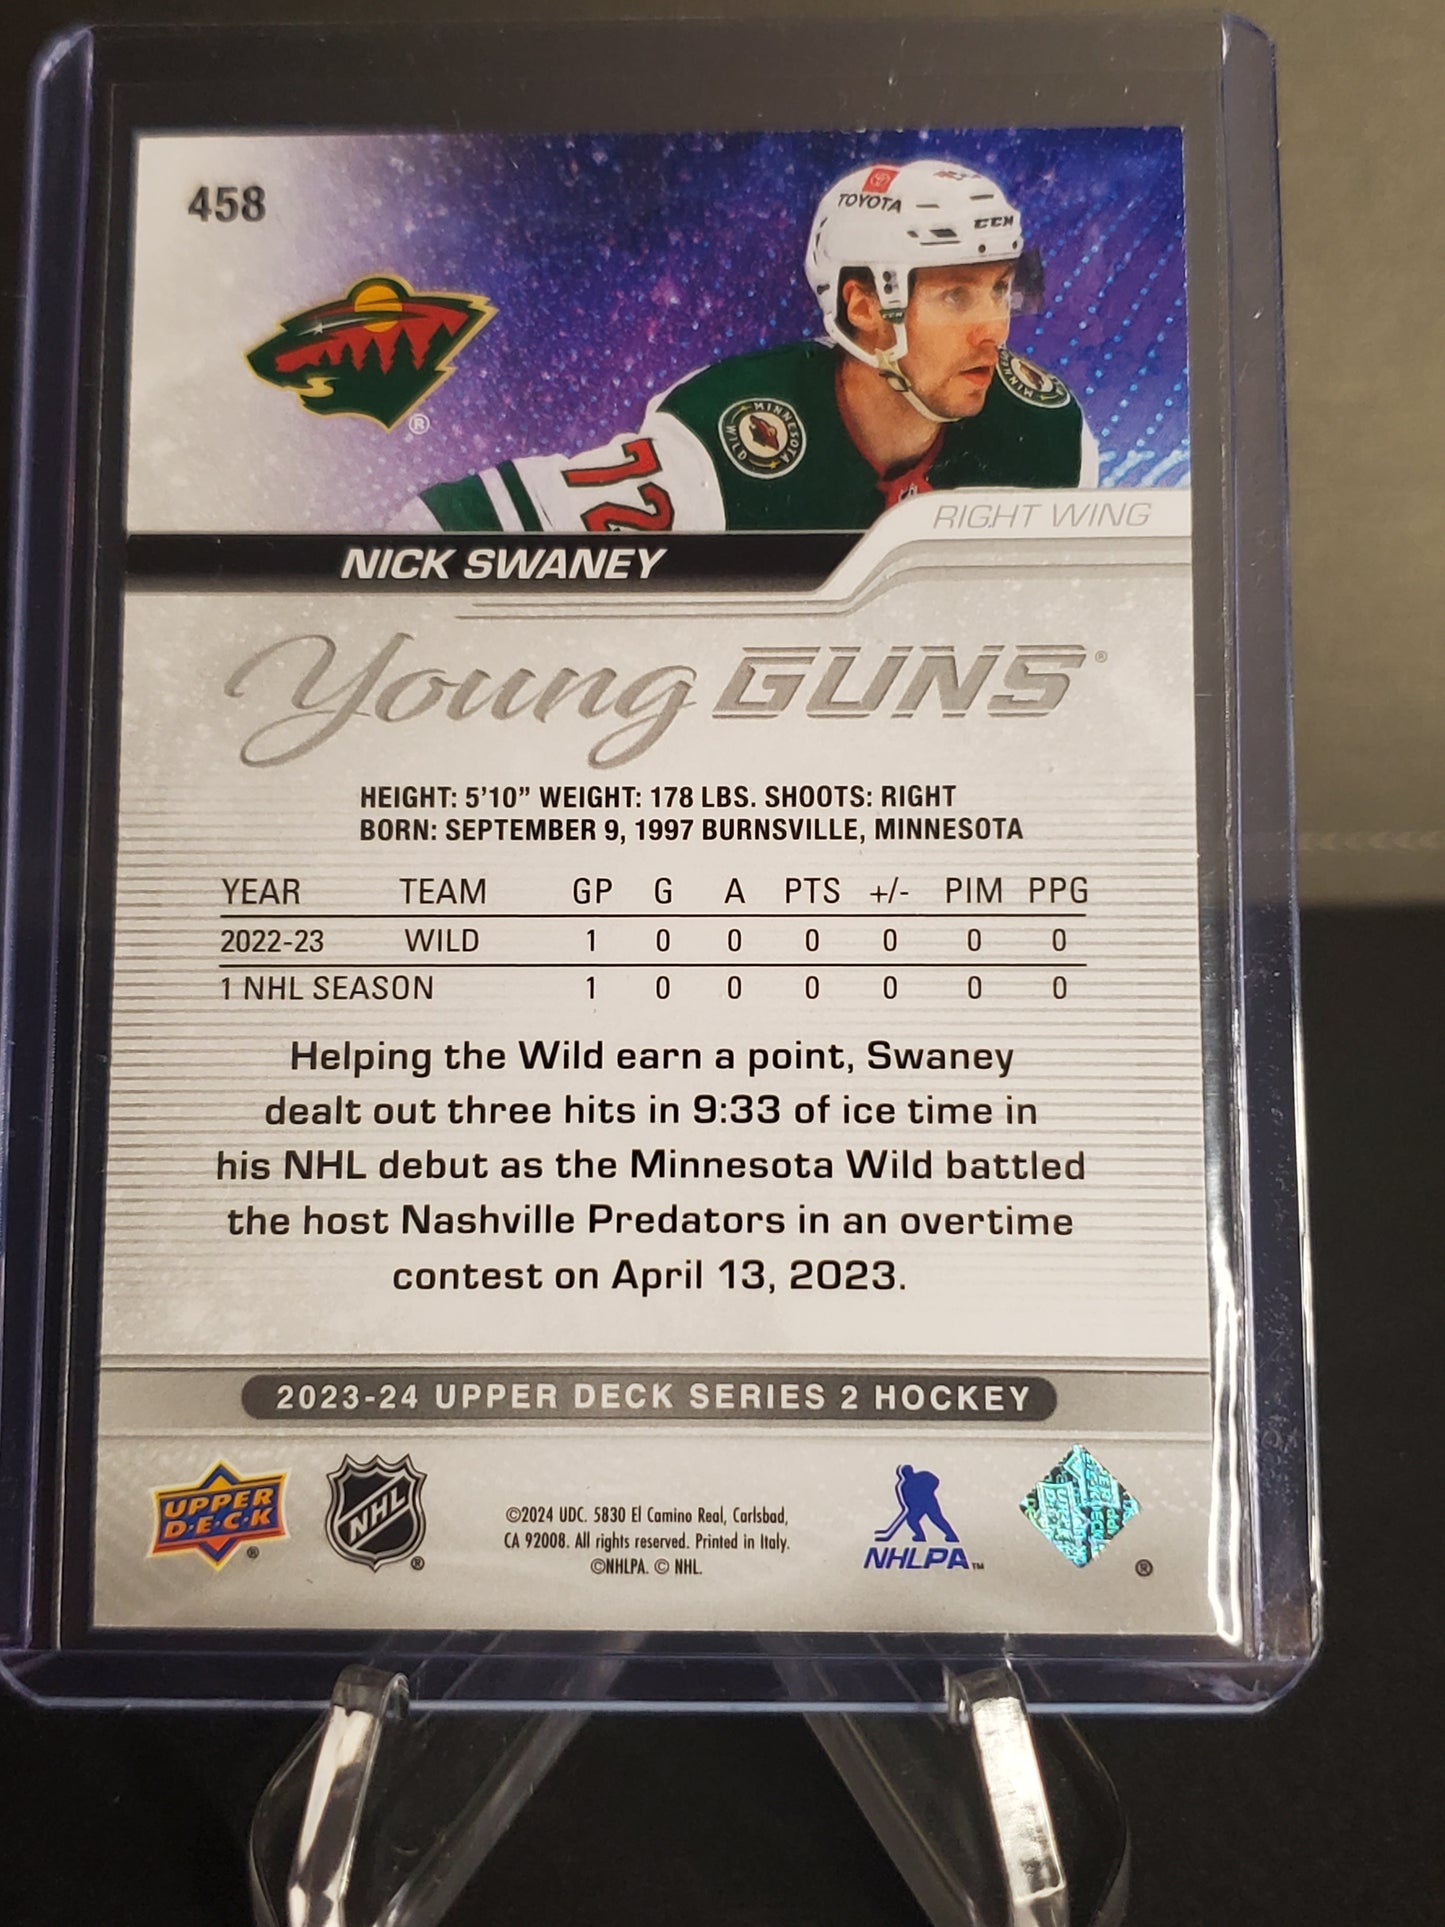 458
TOYOTA
CCM
MINNESOTA
WILD
72
RIGHT WING
NICK SWANEY
Young GUNS®
HEIGHT: 5'10” WEIGHT: 178 LBS. SHOOTS: RIGHT
BORN: SEPTEMBER 9, 1997 BURNSVILLE, MINNESOTA
YEAR TEAM GP G A PTS +/- PIM PPG
2022-23 WILD 1 0 0 0 0 0 0
1 NHL SEASON 1 0 0 0 0 0 0
Helping the Wild earn a point, Swaney
dealt out three hits in 9:33 of ice time in
his NHL debut as the Minnesota Wild battled
the host Nashville Predators in an overtime
contest on April 13, 2023.
2023-24 UPPER DECK SERIES 2 HOCKEY
UPPER
D•E•C•K
®
NHL
®
©2024 UDC. 5830 El Camino Real, Carlsbad,
CA 92008. All rights reserved. Printed in Italy.
©NHLPA. © NHL.
NHLPA™
®